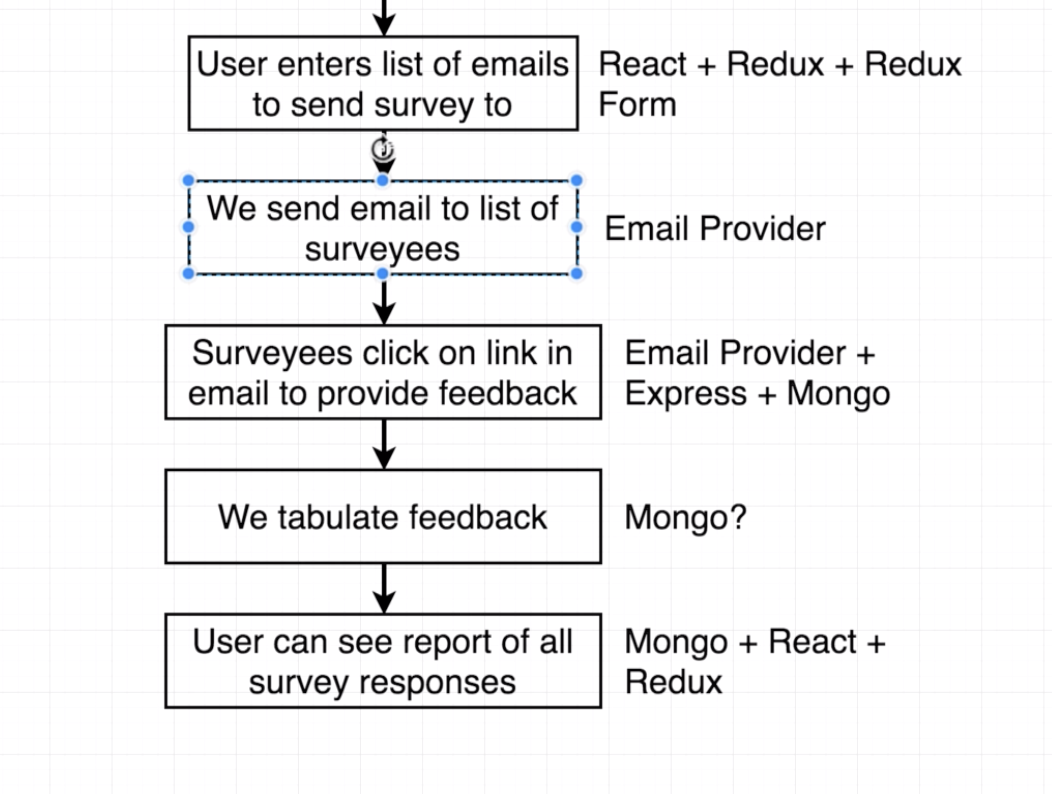 User enters list of emails
to send survey to
React + Redux + Redux
Form
We send email to list of
surveyees
Email Provider
Surveyees click on link in
email to provide feedback
Email Provider +
Express + Mongo
We tabulate feedback
Mongo?
User can see report of all
survey responses
Mongo + React +
Redux